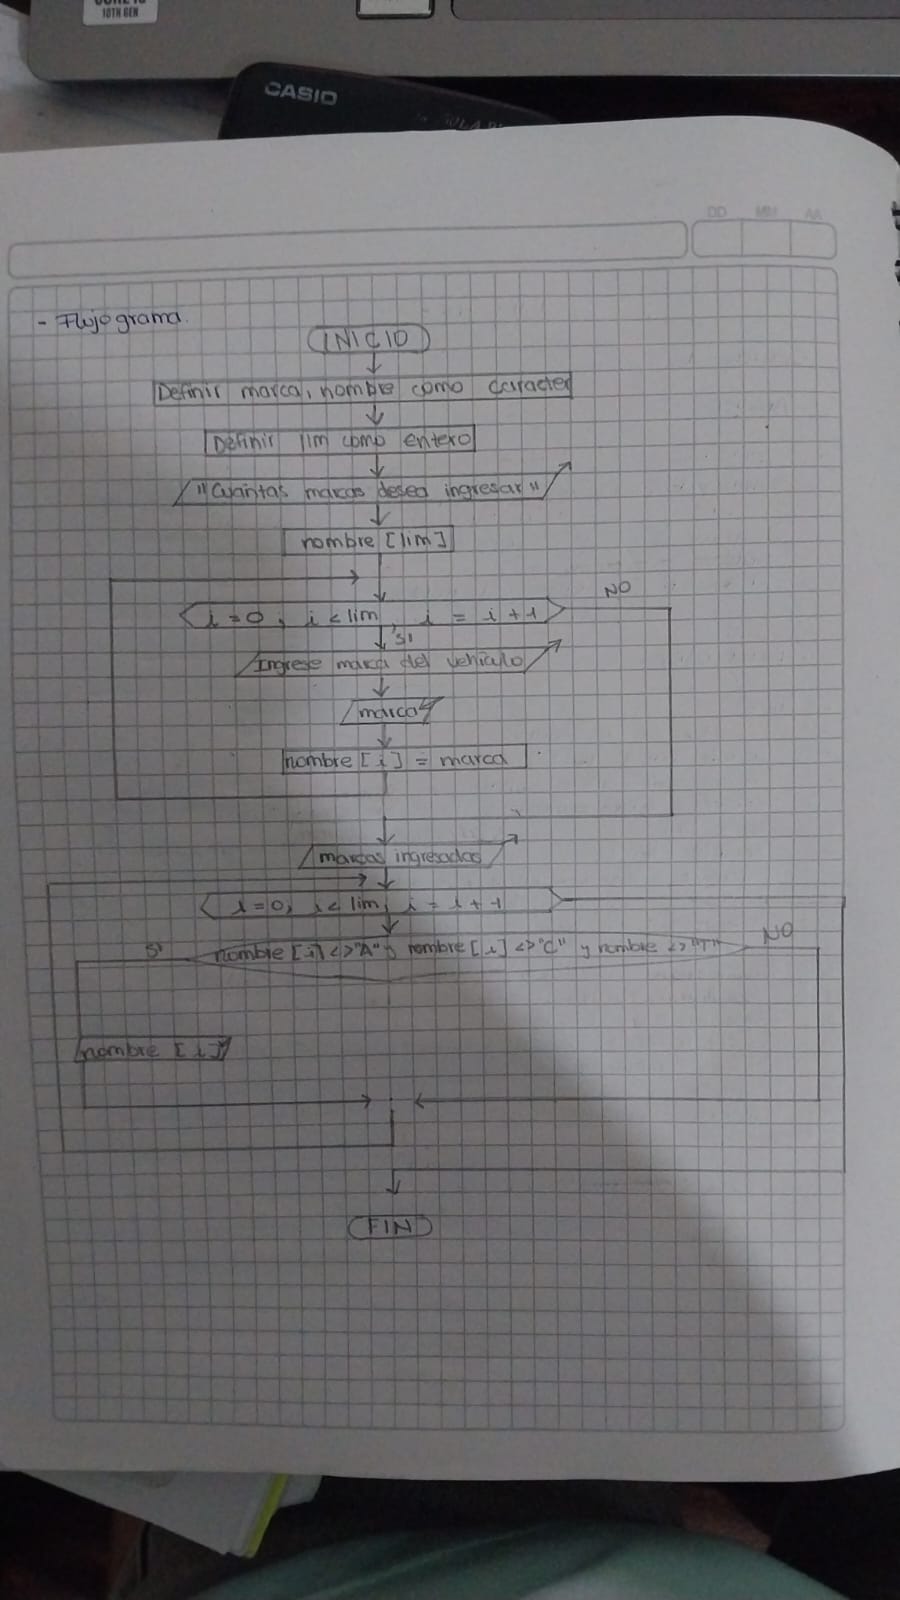 10TH GEN
CASIO
DD MM AA
- Flujograma.
INICIO
Definir marca, nombre como caracter
Definir lim como entero
"Cuantas marcas desea ingresar"
nombre [lim]
NO
i = 0, i < lim, i = i + 1
SI
Ingrese marca del vehiculo
marca
nombre [i] = marca
marcas ingresadas
i = 0, i < lim, i = i + 1
SI
nombre [i] <> "A" y nombre [i] <> "C" y nombre <> "T"
NO
nombre [i]
FIN